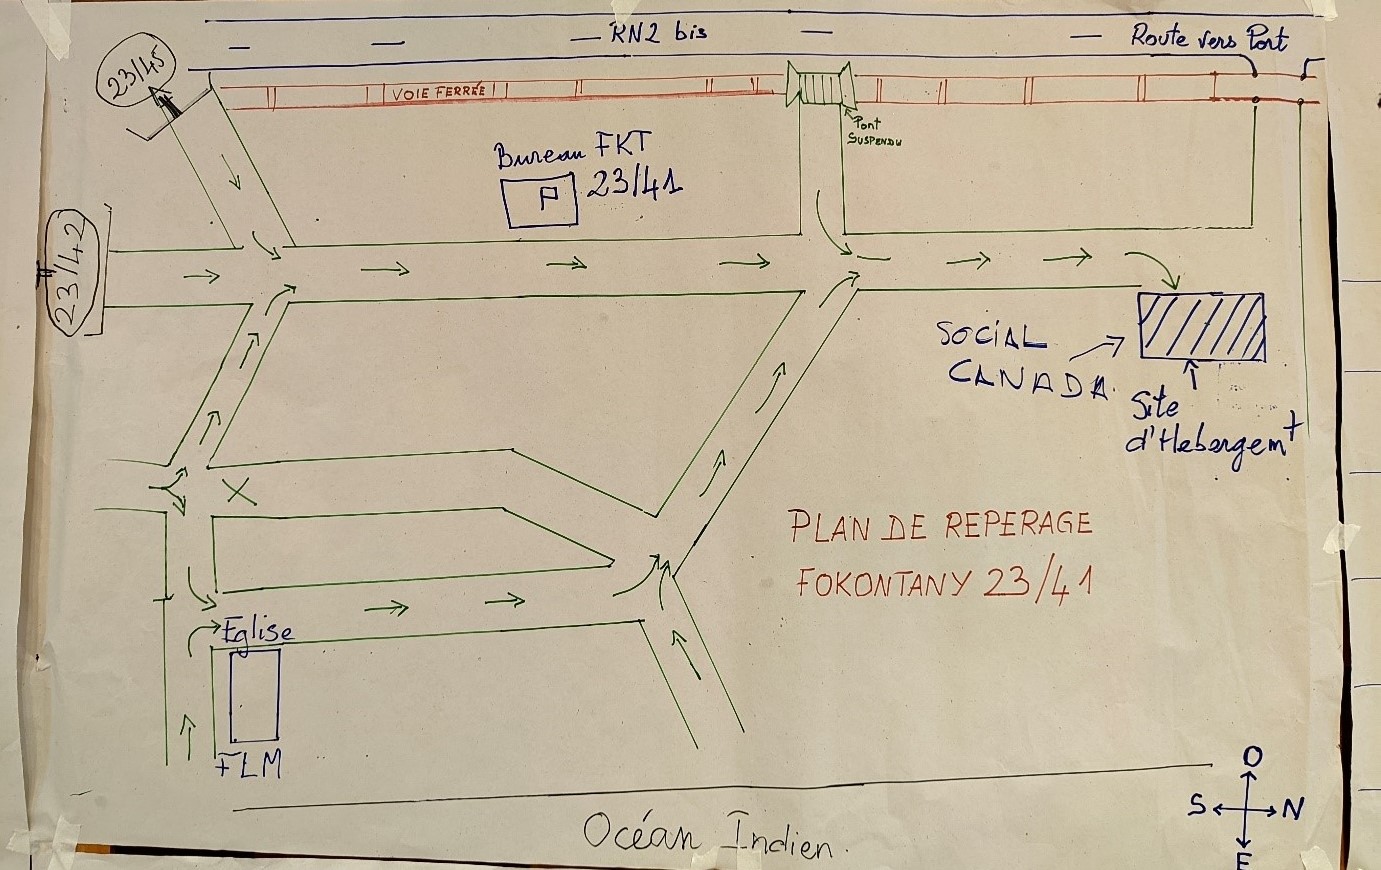 RN2 bis
Route vers Port
23/45
VOIE FERRÉE
Pont
SUSPENDU
Bureau FKT
23/41
P
23/42
SOCIAL
CANADA
Site
d'Hebergemt
X
PLAN DE REPERAGE
FOKONTANY 23/41
Eglise
FLM
Océan Indien.
O
S N
E